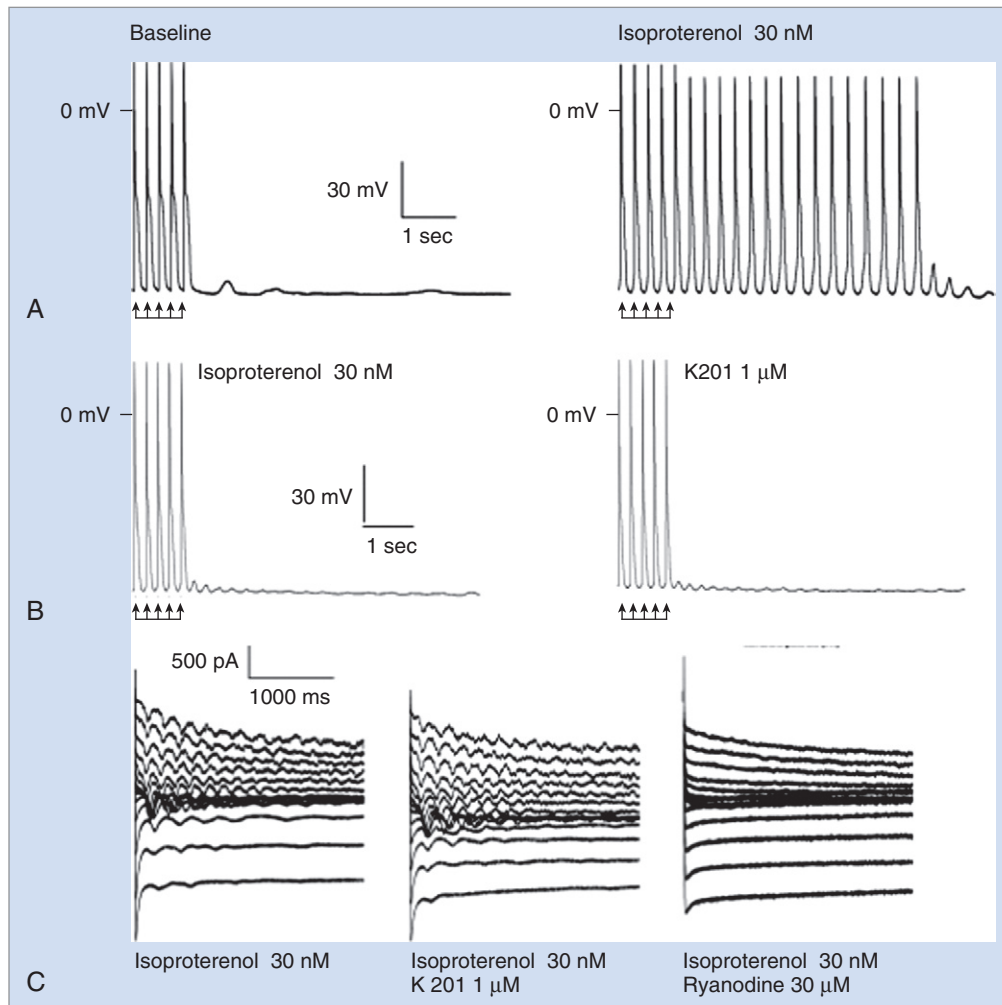 Baseline
Isoproterenol 30 nM
0 mV
0 mV
30 mV
1 sec
A
Isoproterenol 30 nM
K201 1 μM
0 mV
0 mV
30 mV
1 sec
B
500 pA
1000 ms
Isoproterenol 30 nM
Isoproterenol 30 nM
K 201 1 μM
Isoproterenol 30 nM
Ryanodine 30 μM
C